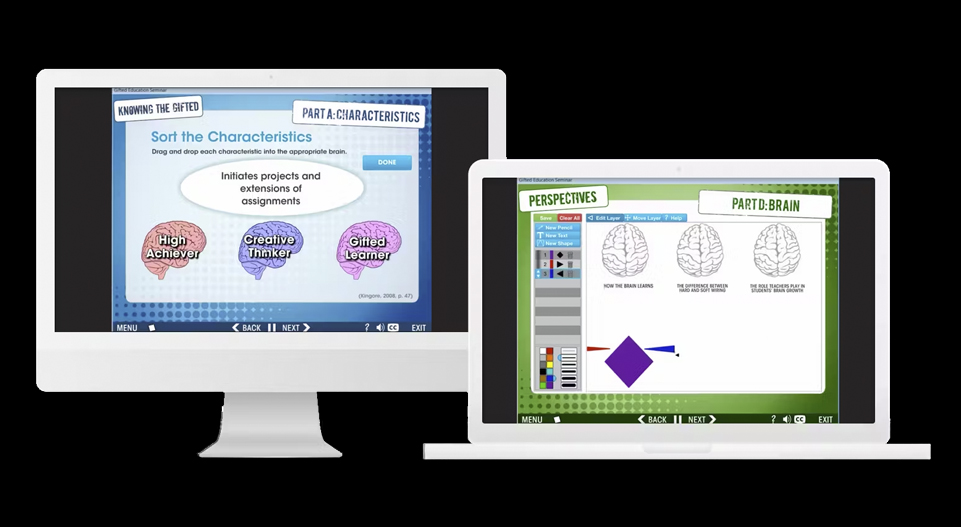 Gifted Education Seminar
KNOWING THE GIFTED
PART A: CHARACTERISTICS
Sort the Characteristics
Drag and drop each characteristic into the appropriate brain.
DONE
Initiates projects and
extensions of
assignments
High
Achiever
Creative
Thinker
Gifted
Learner
(Kingore, 2008, p. 47)
MENU
BACK
NEXT
?
CC
EXIT
Gifted Education Seminar
PERSPECTIVES
PART D: BRAIN
Save
Clear All
Edit Layer
Move Layer
? Help
New Pencil
T New Text
New Shape
1
2
3
HOW THE BRAIN LEARNS
THE DIFFERENCE BETWEEN
HARD AND SOFT WIRING
THE ROLE TEACHERS PLAY IN
STUDENTS' BRAIN GROWTH
MENU
BACK
NEXT
?
CC
EXIT